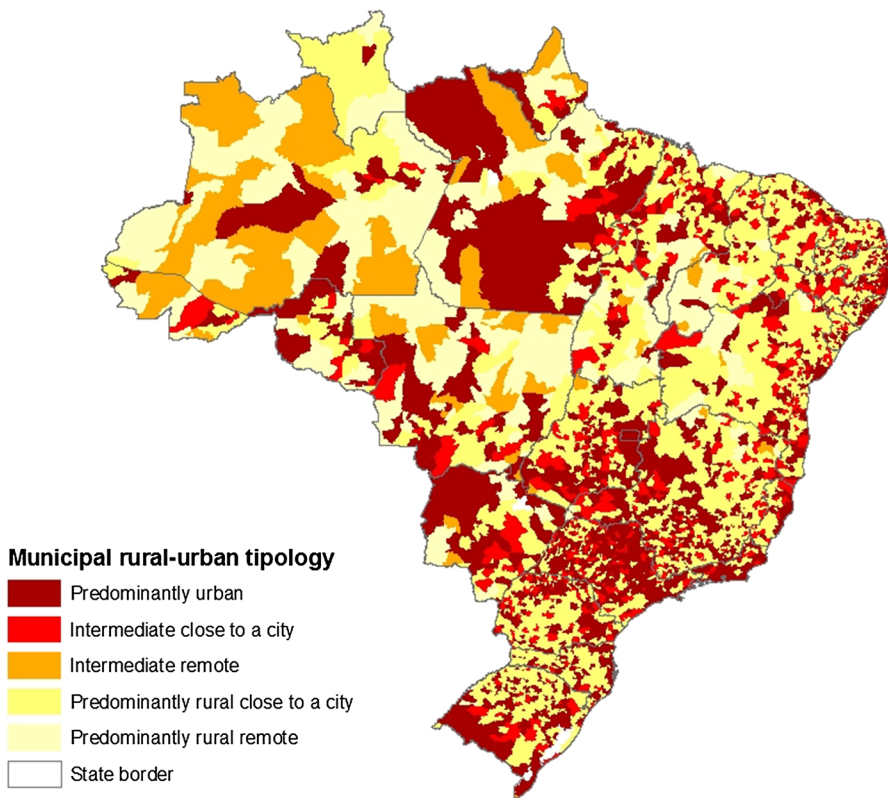 Municipal rural-urban tipology
Predominantly urban
Intermediate close to a city
Intermediate remote
Predominantly rural close to a city
Predominantly rural remote
State border